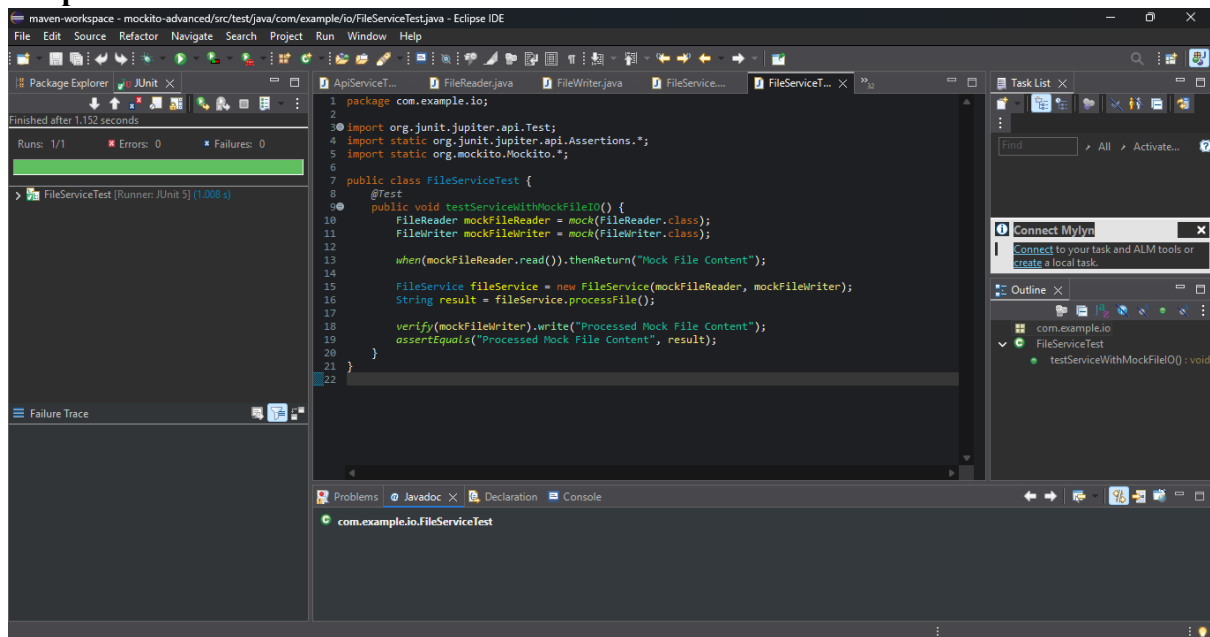 maven-workspace - mockito-advanced/src/test/java/com/example/io/FileServiceTest.java - Eclipse IDE
File Edit Source Refactor Navigate Search Project Run Window Help
Package Explorer JUnit
Finished after 1.152 seconds
Runs: 1/1 Errors: 0 Failures: 0
FileServiceTest [Runner: JUnit 5] (1.008 s)
Failure Trace
ApiServiceT... FileReader.java FileWriter.java FileService.... FileServiceT... »32
1 package com.example.io;
2
3 import org.junit.jupiter.api.Test;
4 import static org.junit.jupiter.api.Assertions.*;
5 import static org.mockito.Mockito.*;
6
7 public class FileServiceTest {
8 @Test
9 public void testServiceWithMockFileIO() {
10 FileReader mockFileReader = mock(FileReader.class);
11 FileWriter mockFileWriter = mock(FileWriter.class);
12
13 when(mockFileReader.read()).thenReturn("Mock File Content");
14
15 FileService fileService = new FileService(mockFileReader, mockFileWriter);
16 String result = fileService.processFile();
17
18 verify(mockFileWriter).write("Processed Mock File Content");
19 assertEquals("Processed Mock File Content", result);
20 }
21 }
22
Task List
Find All Activate...
Connect Mylyn
Connect to your task and ALM tools or
create a local task.
Outline
com.example.io
FileServiceTest
testServiceWithMockFileIO() : void
Problems Javadoc Declaration Console
com.example.io.FileServiceTest